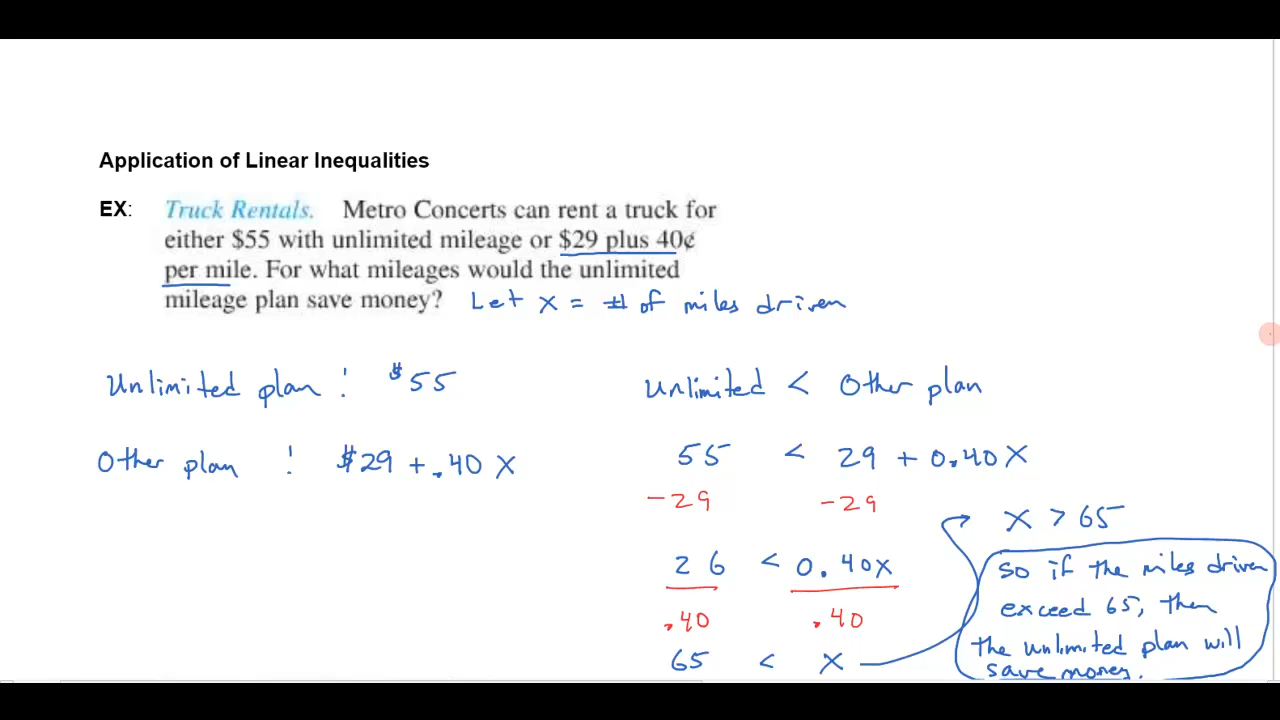 Application of Linear Inequalities
EX: Truck Rentals. Metro Concerts can rent a truck for
either $55 with unlimited mileage or $29 plus 40¢
per mile. For what mileages would the unlimited
mileage plan save money? Let x = # of miles driven
Unlimited plan : $55
Other plan : $29 + .40 x
Unlimited < Other plan
55 < 29 + 0.40x
-29 -29
26 < 0.40x
.40 .40
65 < x
x > 65
so if the miles driven
exceed 65, then
the unlimited plan will
save money.